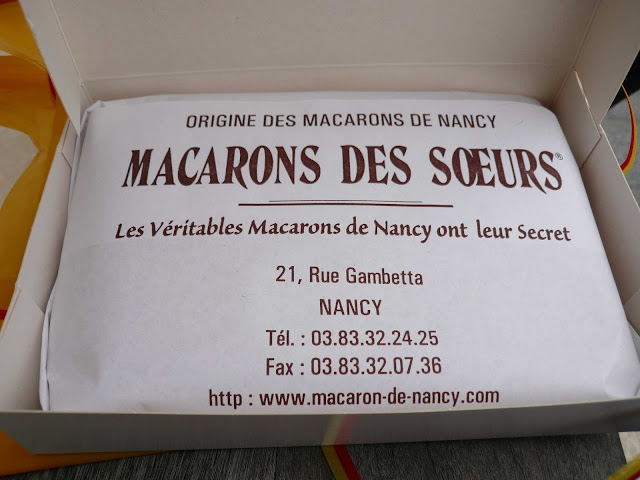 ORIGINE DES MACARONS DE NANCY
MACARONS DES SŒURS®
Les Véritables Macarons de Nancy ont leur Secret
21, Rue Gambetta
NANCY
Tél. : 03.83.32.24.25
Fax : 03.83.32.07.36
http : www.macaron-de-nancy.com